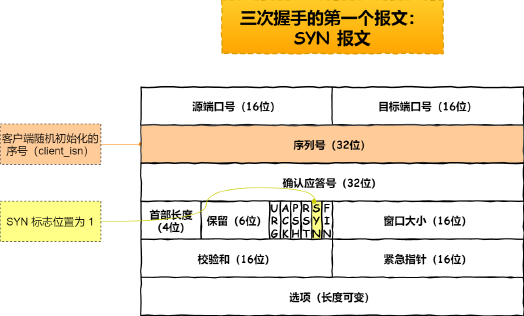 三次握手的第一个报文:
SYN 报文
源端口号（16位）
目标端口号（16位）
客户端随机初始化的
序号（client_isn）
序列号（32位）
确认应答号（32位）
SYN 标志位置为 1
首部长度
(4位)
保留（6位）
URG
ACK
PSH
RST
SYN
FIN
窗口大小（16位）
校验和（16位）
紧急指针（16位）
选项（长度可变）